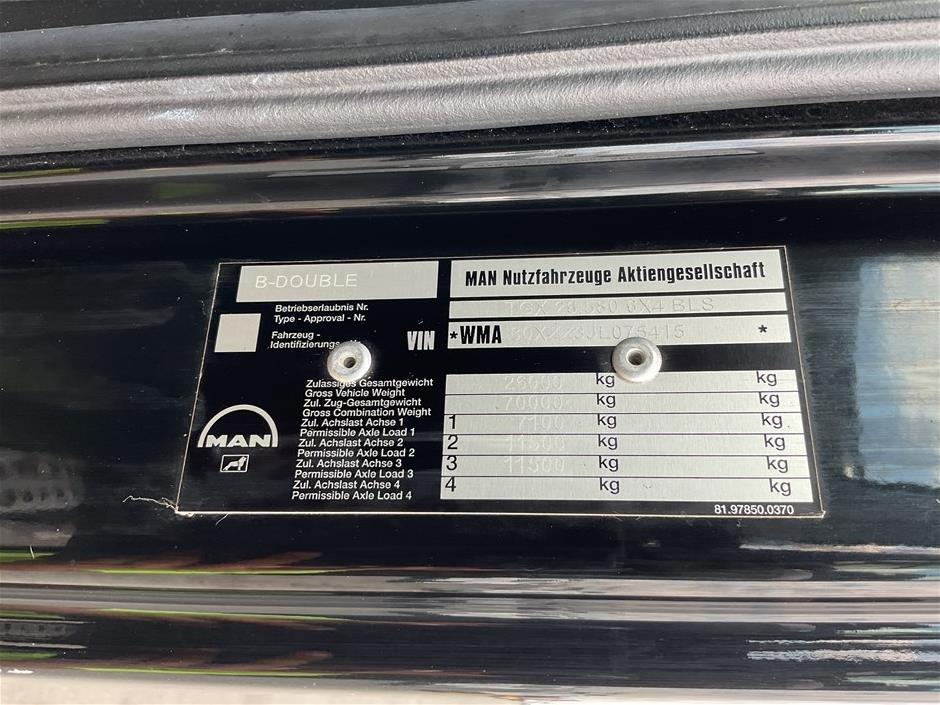 B-DOUBLE
MAN Nutzfahrzeuge Aktiengesellschaft
Betriebserlaubnis Nr.
Type - Approval - Nr.
6X4 BLS
Fahrzeug -
VIN
*WMA
*
Zulässiges Gesamtgewicht
Gross Vehicle Weight
kg kg
Zul. Zug-Gesamtgewicht
Gross Combination Weight
70000 kg kg
Zul. Achslast Achse 1
Permissible Axle Load 1
1 7100 kg kg
Zul. Achslast Achse 2
Permissible Axle Load 2
2 11500 kg kg
Zul. Achslast Achse 3
Permissible Axle Load 3
3 11500 kg kg
Zul. Achslast Achse 4
Permissible Axle Load 4
4 kg kg
MAN
81.97850.0370